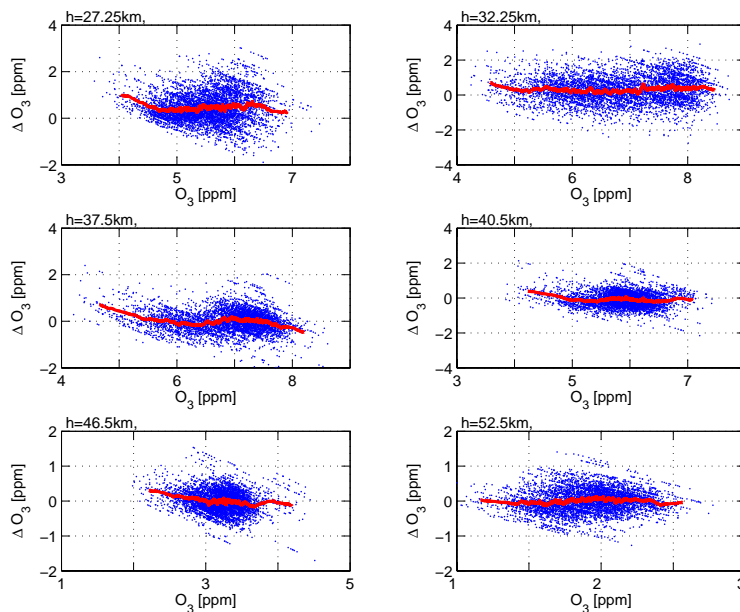 h=27.25km,
4
2
0
−2
Δ O3 [ppm]
3 5 7
O3 [ppm]
h=32.25km,
4
2
0
−2
−4
Δ O3 [ppm]
4 6 8
O3 [ppm]
h=37.5km,
4
2
0
−2
Δ O3 [ppm]
4 6 8
O3 [ppm]
h=40.5km,
4
2
0
−2
−4
Δ O3 [ppm]
3 5 7
O3 [ppm]
h=46.5km,
2
1
0
−1
−2
Δ O3 [ppm]
1 3 5
O3 [ppm]
h=52.5km,
2
1
0
−1
−2
Δ O3 [ppm]
1 2 3
O3 [ppm]